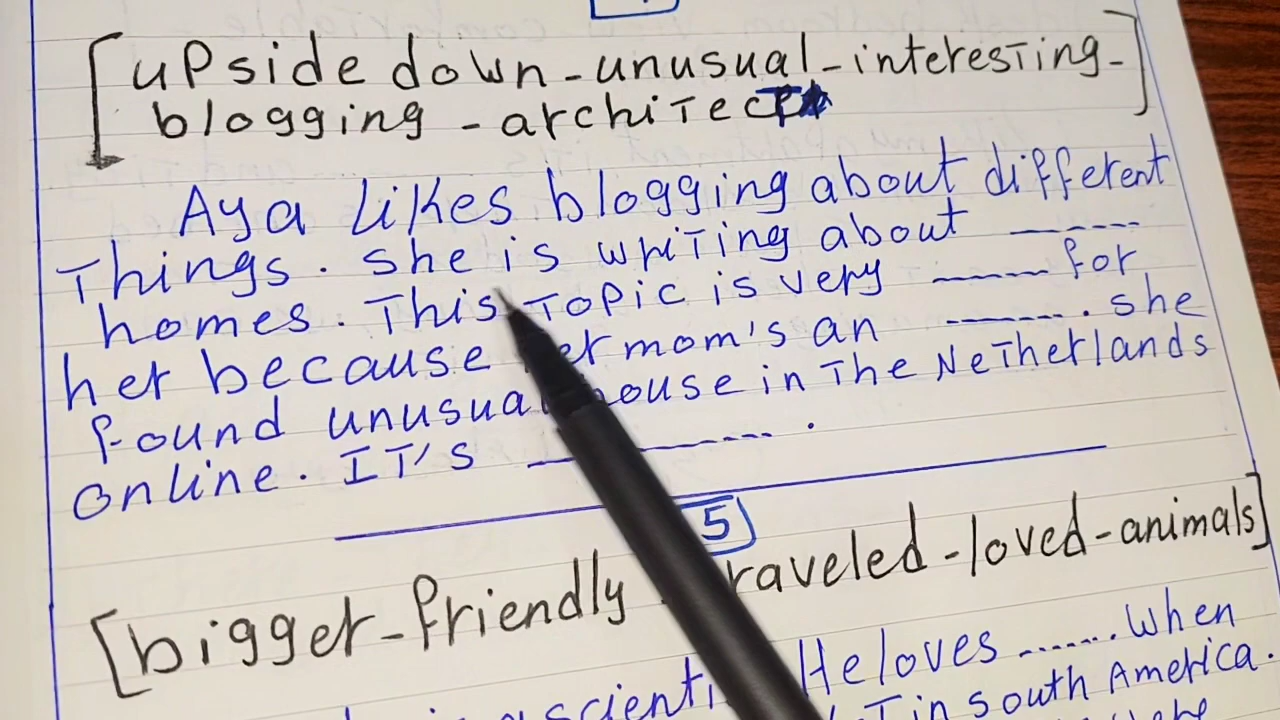 [upside down - unusual - interesting -
blogging - architect]
Aya likes blogging about different
Things. She is writing about ------
homes. This Topic is very ----- for
her because her mom's an ------. she
found unusual house in The Netherlands
online. IT's ------------ .
5
[bigger - friendly - traveled - loved - animals]
He loves ....... when
in south America.